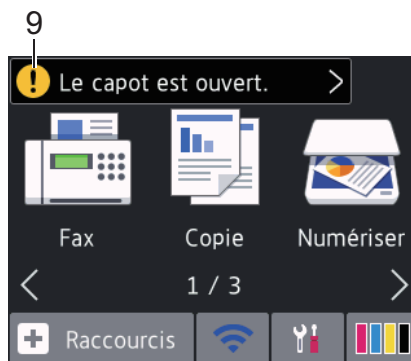 9
Le capot est ouvert.
Fax Copie Numériser
1 / 3
Raccourcis